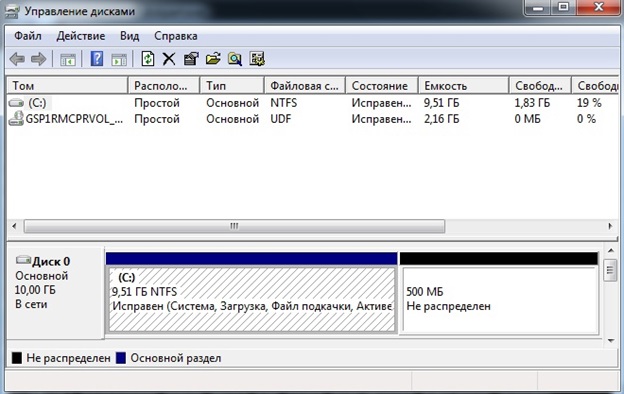 Управление дисками
Файл Действие Вид Справка
Том Располо... Тип Файловая с... Состояние Емкость Свобод... Свободн
(C:) Простой Основной NTFS Исправен... 9,51 ГБ 1,83 ГБ 19 %
GSP1RMCPRVOL_... Простой Основной UDF Исправен... 2,16 ГБ 0 МБ 0 %
Диск 0
Основной
10,00 ГБ
В сети
(C:)
9,51 ГБ NTFS
Исправен (Система, Загрузка, Файл подкачки, Активе
500 МБ
Не распределен
Не распределен Основной раздел